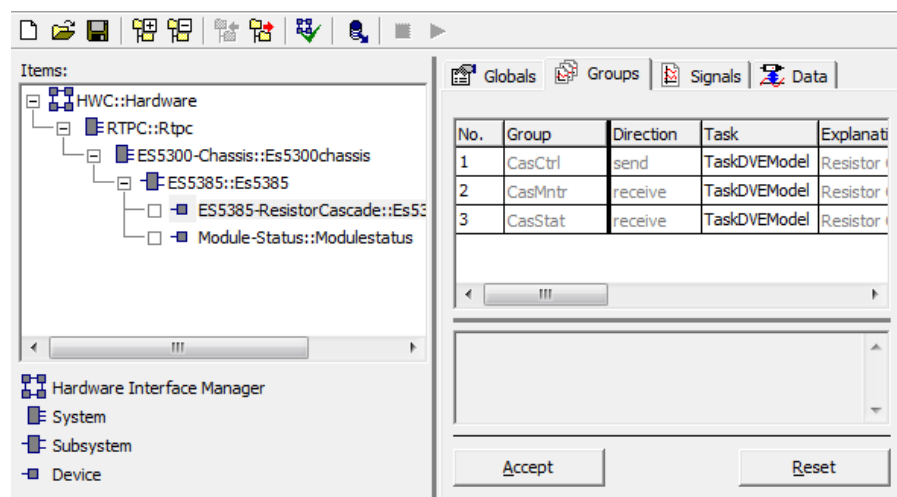 Items:
HWC::Hardware
RTPC::Rtpc
ES5300-Chassis::Es5300chassis
ES5385::Es5385
ES5385-ResistorCascade::Es53
Module-Status::Modulestatus
Hardware Interface Manager
System
Subsystem
Device
Globals Groups Signals Data
No. Group Direction Task Explanati
1 CasCtrl send TaskDVEModel Resistor
2 CasMntr receive TaskDVEModel Resistor
3 CasStat receive TaskDVEModel Resistor
Accept Reset